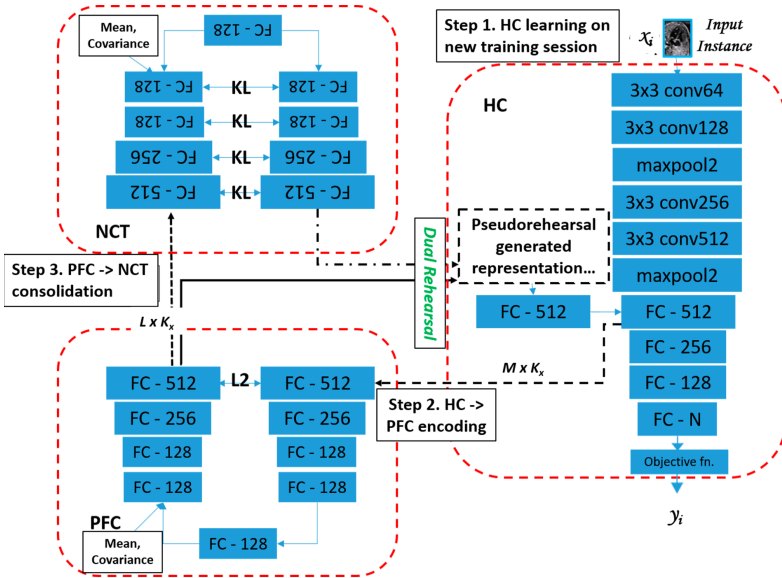 Mean,
Covariance
FC - 128
Step 1. HC learning on
new training session
xᵢ
Input
Instance
HC
FC - 128
KL
FC - 128
FC - 128
KL
FC - 128
FC - 256
KL
FC - 256
FC - 512
KL
FC - 512
NCT
3x3 conv64
3x3 conv128
maxpool2
3x3 conv256
3x3 conv512
maxpool2
Pseudorehearsal
generated
representation...
Dual Rehearsal
Step 3. PFC -> NCT
consolidation
L x Kₓ
FC - 512
FC - 512
FC - 256
FC - 128
FC - N
Objective fn.
yᵢ
M x Kₓ
Step 2. HC ->
PFC encoding
FC - 512
L2
FC - 512
FC - 256
FC - 256
FC - 128
FC - 128
FC - 128
FC - 128
PFC
Mean,
Covariance
FC - 128